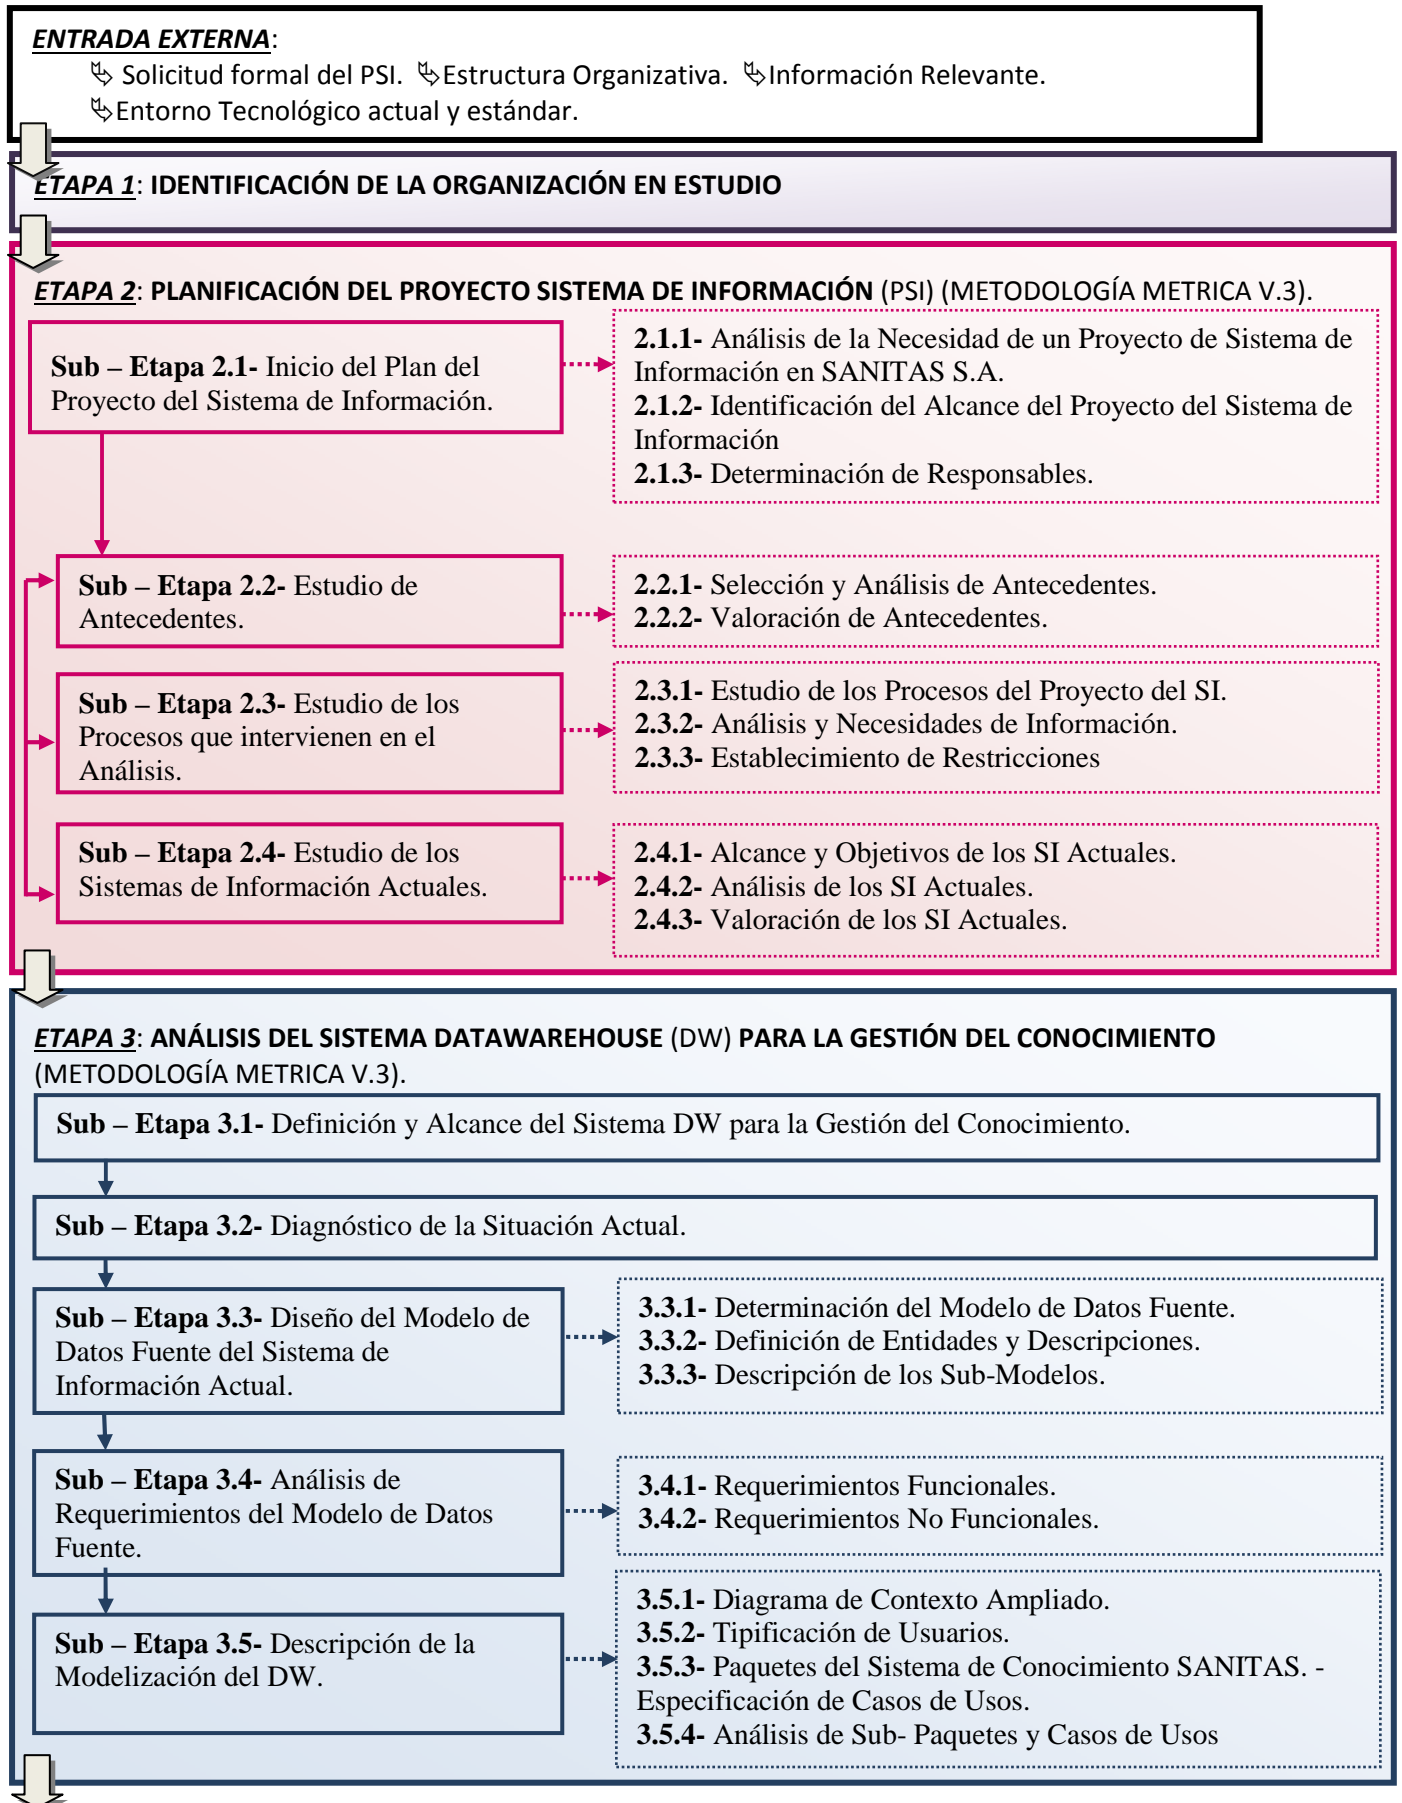 ENTRADA EXTERNA:
Solicitud formal del PSI. Estructura Organizativa. Información Relevante.
Entorno Tecnológico actual y estándar.
ETAPA 1: IDENTIFICACIÓN DE LA ORGANIZACIÓN EN ESTUDIO
ETAPA 2: PLANIFICACIÓN DEL PROYECTO SISTEMA DE INFORMACIÓN (PSI) (METODOLOGÍA METRICA V.3).
Sub – Etapa 2.1- Inicio del Plan del
Proyecto del Sistema de Información.
2.1.1- Análisis de la Necesidad de un Proyecto de Sistema de
Información en SANITAS S.A.
2.1.2- Identificación del Alcance del Proyecto del Sistema de
Información
2.1.3- Determinación de Responsables.
Sub – Etapa 2.2- Estudio de
Antecedentes.
2.2.1- Selección y Análisis de Antecedentes.
2.2.2- Valoración de Antecedentes.
Sub – Etapa 2.3- Estudio de los
Procesos que intervienen en el
Análisis.
2.3.1- Estudio de los Procesos del Proyecto del SI.
2.3.2- Análisis y Necesidades de Información.
2.3.3- Establecimiento de Restricciones
Sub – Etapa 2.4- Estudio de los
Sistemas de Información Actuales.
2.4.1- Alcance y Objetivos de los SI Actuales.
2.4.2- Análisis de los SI Actuales.
2.4.3- Valoración de los SI Actuales.
ETAPA 3: ANÁLISIS DEL SISTEMA DATAWAREHOUSE (DW) PARA LA GESTIÓN DEL CONOCIMIENTO
(METODOLOGÍA METRICA V.3).
Sub – Etapa 3.1- Definición y Alcance del Sistema DW para la Gestión del Conocimiento.
Sub – Etapa 3.2- Diagnóstico de la Situación Actual.
Sub – Etapa 3.3- Diseño del Modelo de
Datos Fuente del Sistema de
Información Actual.
3.3.1- Determinación del Modelo de Datos Fuente.
3.3.2- Definición de Entidades y Descripciones.
3.3.3- Descripción de los Sub-Modelos.
Sub – Etapa 3.4- Análisis de
Requerimientos del Modelo de Datos
Fuente.
3.4.1- Requerimientos Funcionales.
3.4.2- Requerimientos No Funcionales.
Sub – Etapa 3.5- Descripción de la
Modelización del DW.
3.5.1- Diagrama de Contexto Ampliado.
3.5.2- Tipificación de Usuarios.
3.5.3- Paquetes del Sistema de Conocimiento SANITAS. -
Especificación de Casos de Usos.
3.5.4- Análisis de Sub- Paquetes y Casos de Usos